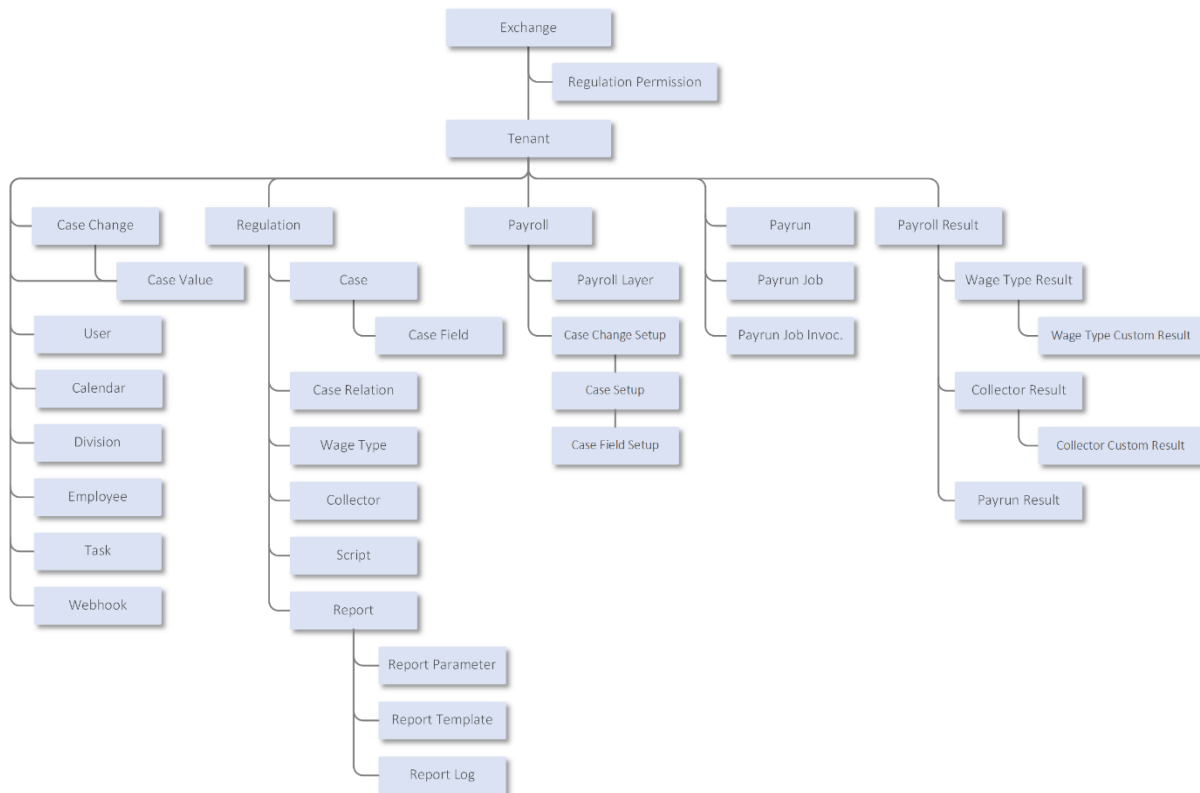 Exchange
Regulation Permission
Tenant
Case Change
Case Value
User
Calendar
Division
Employee
Task
Webhook
Regulation
Case
Case Field
Case Relation
Wage Type
Collector
Script
Report
Report Parameter
Report Template
Report Log
Payroll
Payroll Layer
Case Change Setup
Case Setup
Case Field Setup
Payrun
Payrun Job
Payrun Job Invoc.
Payroll Result
Wage Type Result
Wage Type Custom Result
Collector Result
Collector Custom Result
Payrun Result